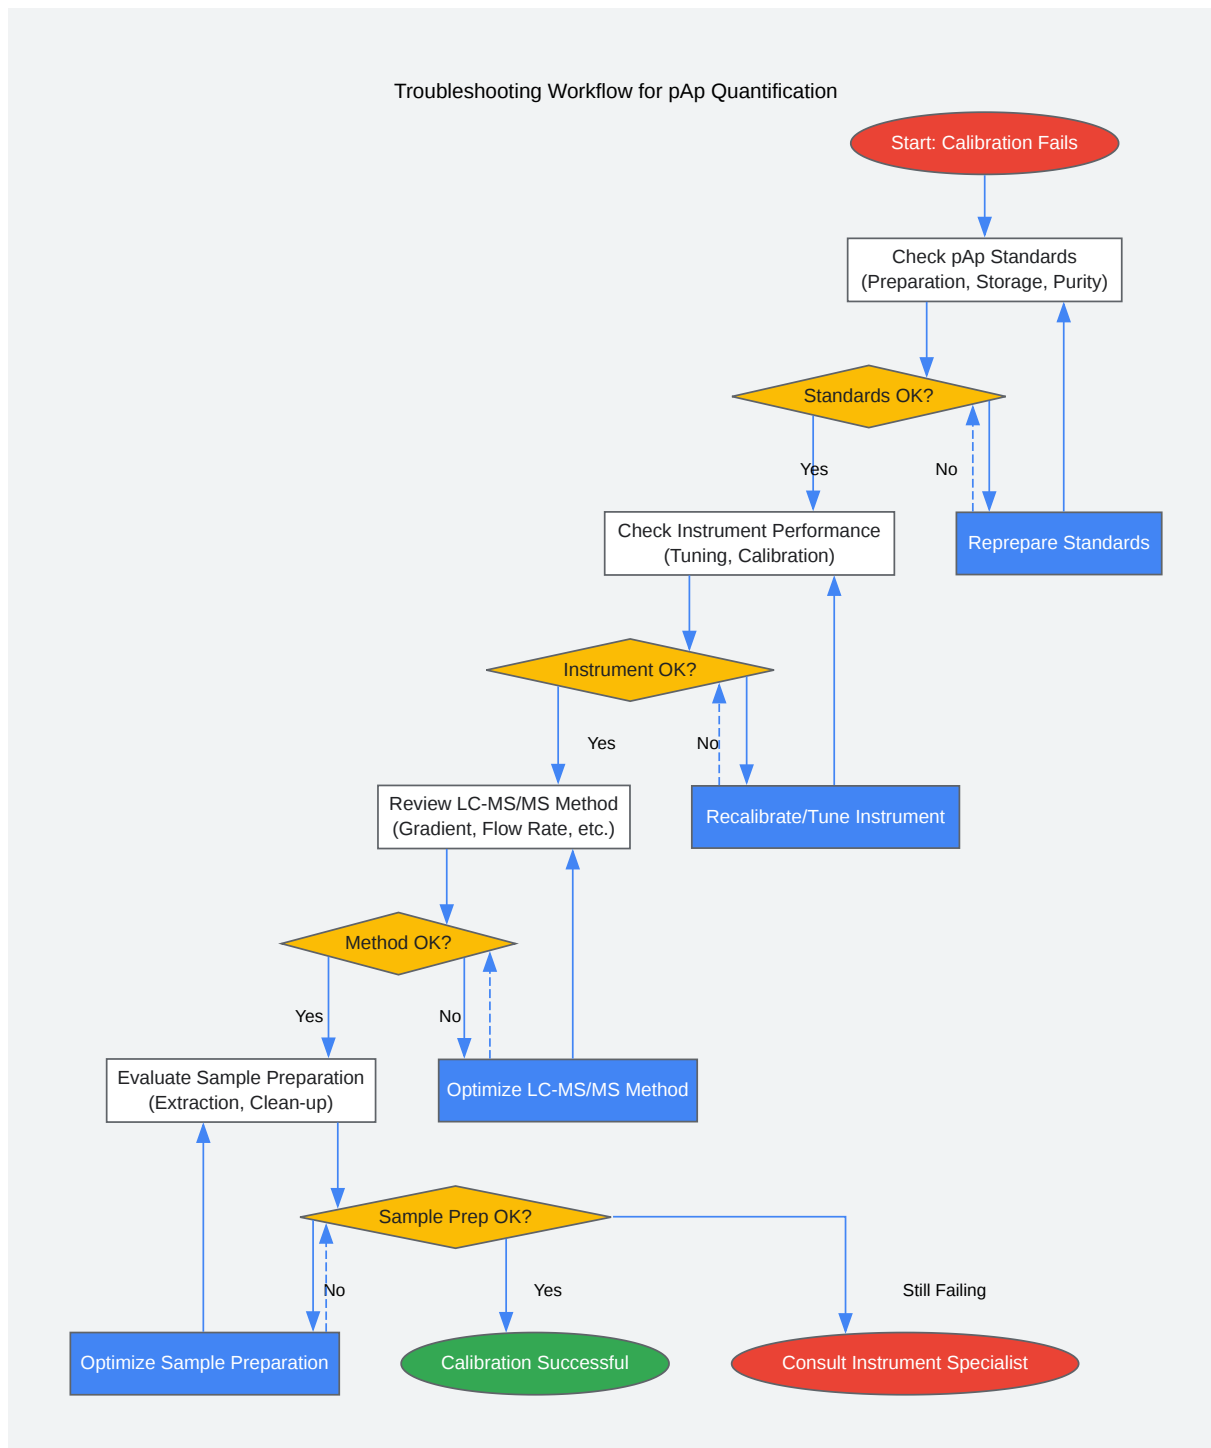 Troubleshooting Workflow for pAp Quantification
Start: Calibration Fails
Check pAp Standards
(Preparation, Storage, Purity)
Standards OK?
Yes
No
Check Instrument Performance
(Tuning, Calibration)
Reprepare Standards
Instrument OK?
Yes
No
Review LC-MS/MS Method
(Gradient, Flow Rate, etc.)
Recalibrate/Tune Instrument
Method OK?
Yes
No
Evaluate Sample Preparation
(Extraction, Clean-up)
Optimize LC-MS/MS Method
Sample Prep OK?
No
Yes
Still Failing
Optimize Sample Preparation
Calibration Successful
Consult Instrument Specialist